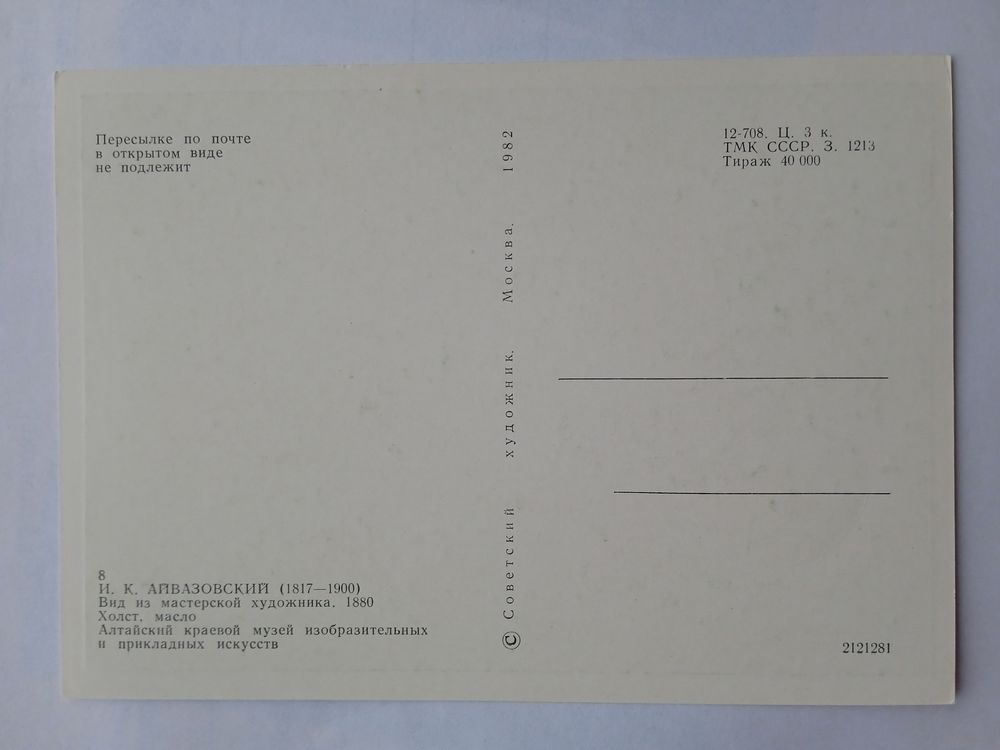 Пересылке по почте
в открытом виде
не подлежит
12-708. Ц. 3 к.
ТМК СССР. З. 1213
Тираж 40 000
© Советский художник. Москва. 1982
8
И. К. АЙВАЗОВСКИЙ (1817—1900)
Вид из мастерской художника. 1880
Холст, масло
Алтайский краевой музей изобразительных
и прикладных искусств
2121281